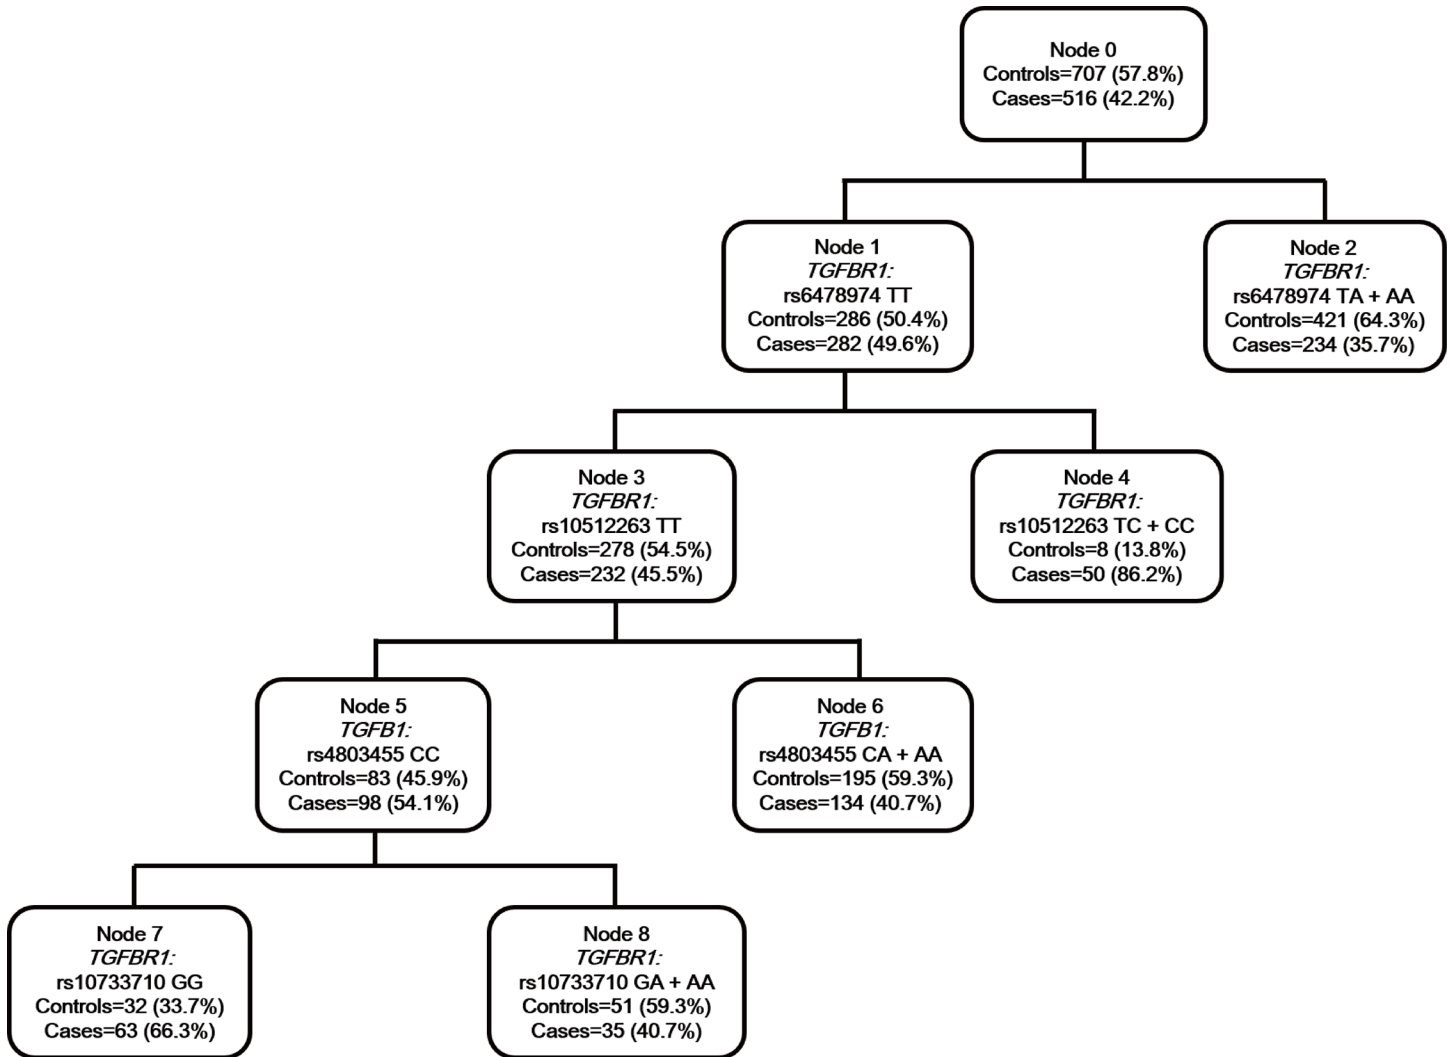 Node 0
Controls=707 (57.8%)
Cases=516 (42.2%)
Node 1
TGFBR1:
rs6478974 TT
Controls=286 (50.4%)
Cases=282 (49.6%)
Node 2
TGFBR1:
rs6478974 TA + AA
Controls=421 (64.3%)
Cases=234 (35.7%)
Node 3
TGFBR1:
rs10512263 TT
Controls=278 (54.5%)
Cases=232 (45.5%)
Node 4
TGFBR1:
rs10512263 TC + CC
Controls=8 (13.8%)
Cases=50 (86.2%)
Node 5
TGFB1:
rs4803455 CC
Controls=83 (45.9%)
Cases=98 (54.1%)
Node 6
TGFB1:
rs4803455 CA + AA
Controls=195 (59.3%)
Cases=134 (40.7%)
Node 7
TGFBR1:
rs10733710 GG
Controls=32 (33.7%)
Cases=63 (66.3%)
Node 8
TGFBR1:
rs10733710 GA + AA
Controls=51 (59.3%)
Cases=35 (40.7%)